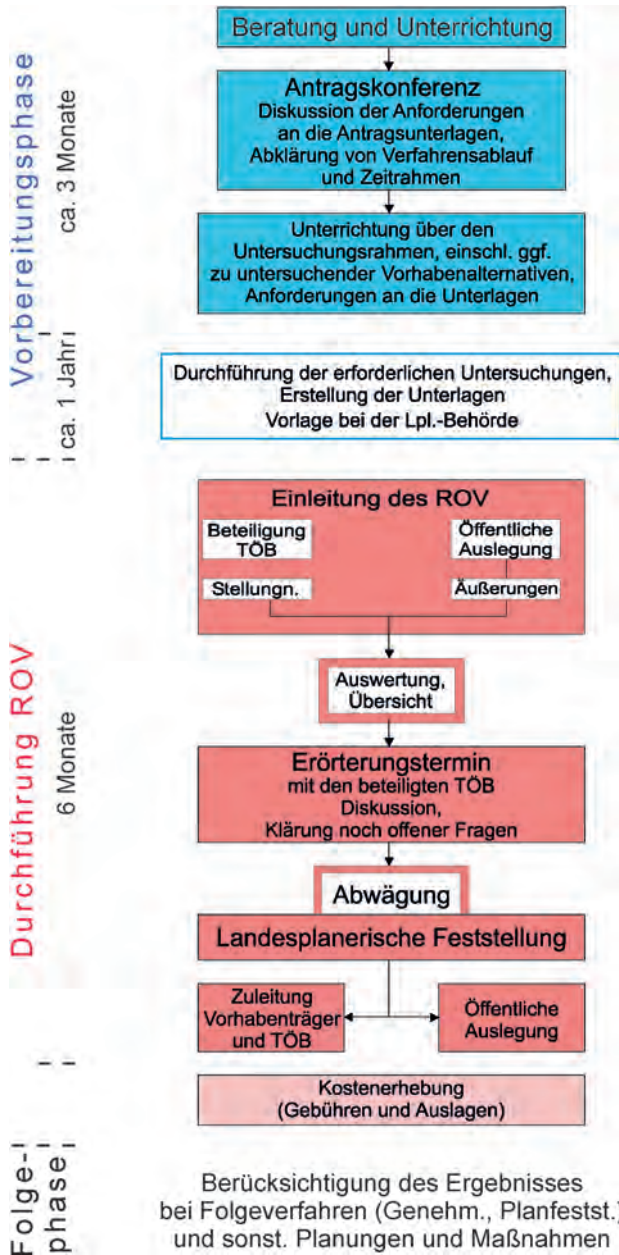 Vorbereitungsphase
ca. 3 Monate
Beratung und Unterrichtung
Antragskonferenz
Diskussion der Anforderungen
an die Antragsunterlagen,
Abklärung von Verfahrensablauf
und Zeitrahmen
Unterrichtung über den
Untersuchungsrahmen, einschl. ggf.
zu untersuchender Vorhabenalternativen,
Anforderungen an die Unterlagen
ca. 1 Jahr
Durchführung der erforderlichen Untersuchungen,
Erstellung der Unterlagen
Vorlage bei der Lpl.-Behörde
Durchführung ROV
6 Monate
Einleitung des ROV
Beteiligung
TÖB
Öffentliche
Auslegung
Stellungn.
Äußerungen
Auswertung,
Übersicht
Erörterungstermin
mit den beteiligten TÖB
Diskussion,
Klärung noch offener Fragen
Abwägung
Landesplanerische Feststellung
Zuleitung
Vorhabenträger
und TÖB
Öffentliche
Auslegung
Kostenerhebung
(Gebühren und Auslagen)
Folge-
phase
Berücksichtigung des Ergebnisses
bei Folgeverfahren (Genehm., Planfestst.)
und sonst. Planungen und Maßnahmen